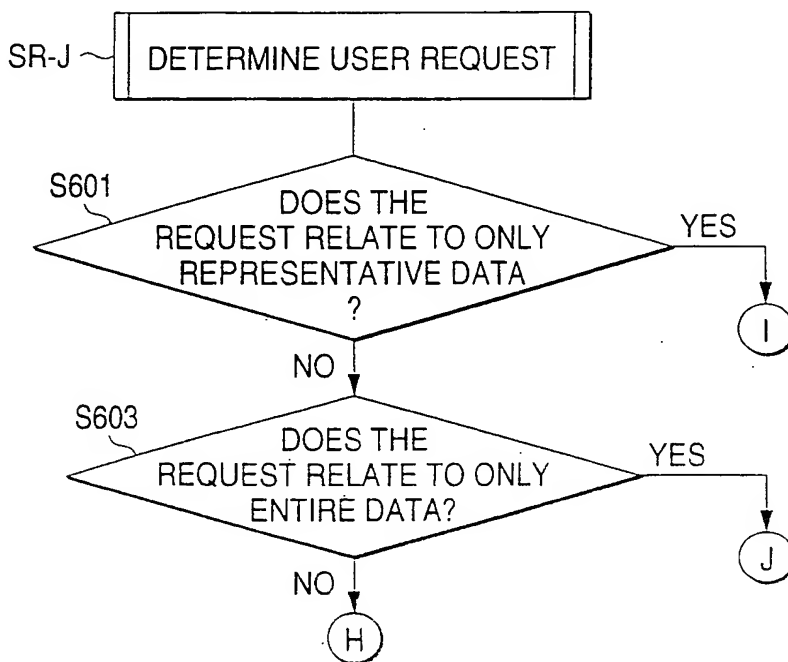 SR-J
DETERMINE USER REQUEST
S601
DOES THE
REQUEST RELATE TO ONLY
REPRESENTATIVE DATA
?
YES
I
NO
S603
DOES THE
REQUEST RELATE TO ONLY
ENTIRE DATA?
YES
J
NO
H